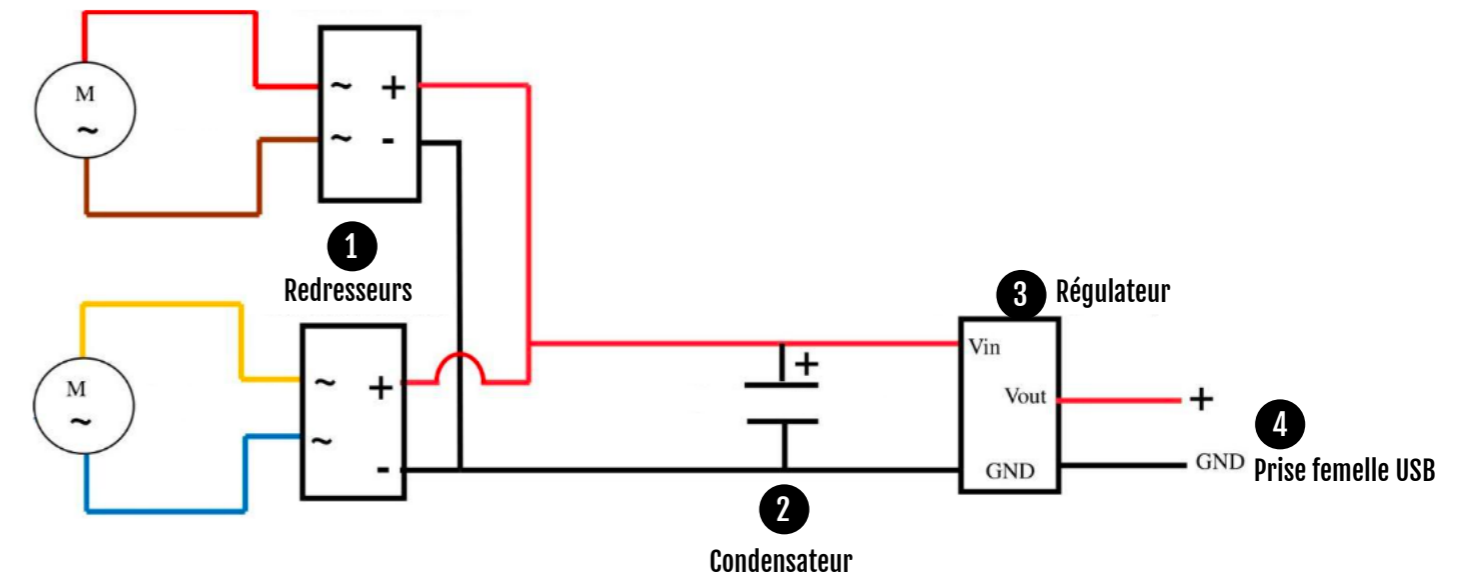 M
~
~ +
~ -
1
Redresseurs
M
~
~ +
~
-
3 Régulateur
Vin
Vout
GND
+
+
GND
4
Prise femelle USB
2
Condensateur